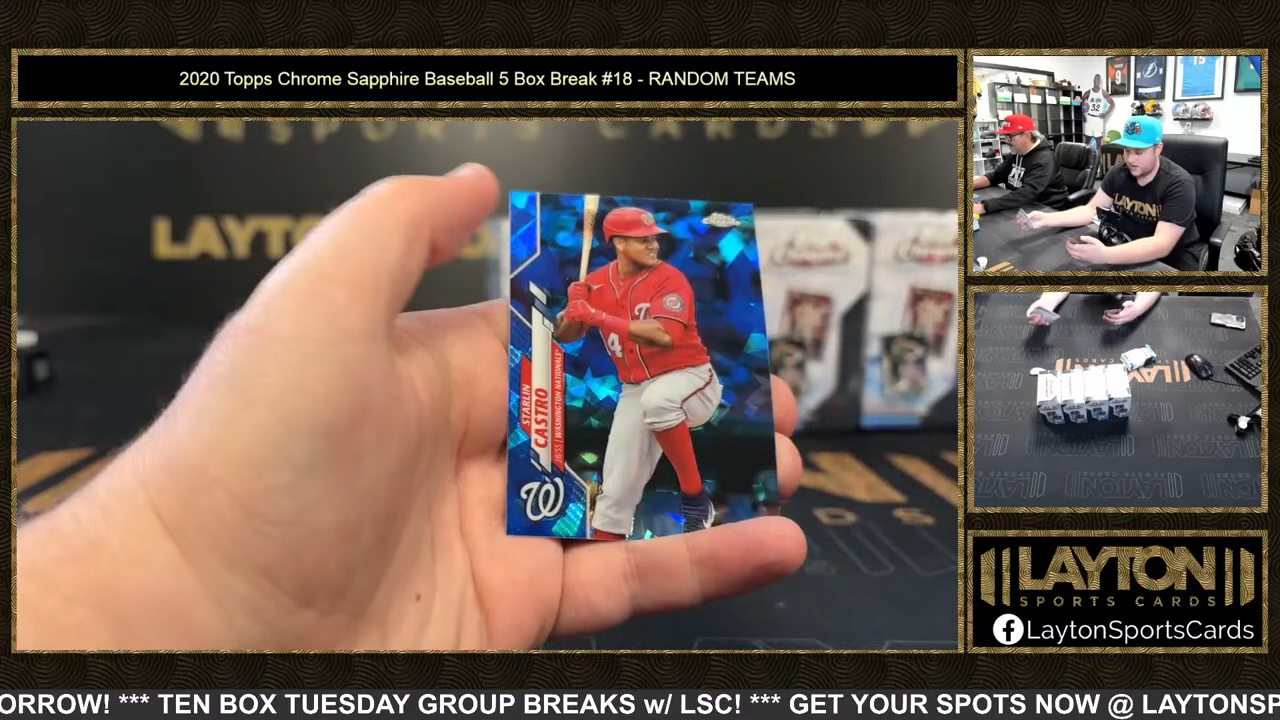 2020 Topps Chrome Sapphire Baseball 5 Box Break #18 - RANDOM TEAMS
STARLIN
CASTRO
WASHINGTON NATIONALS
W
LAYTON
SPORTS CARDS
LaytonSportsCards
ORROW! *** TEN BOX TUESDAY GROUP BREAKS w/ LSC! *** GET YOUR SPOTS NOW @ LAYTONSP